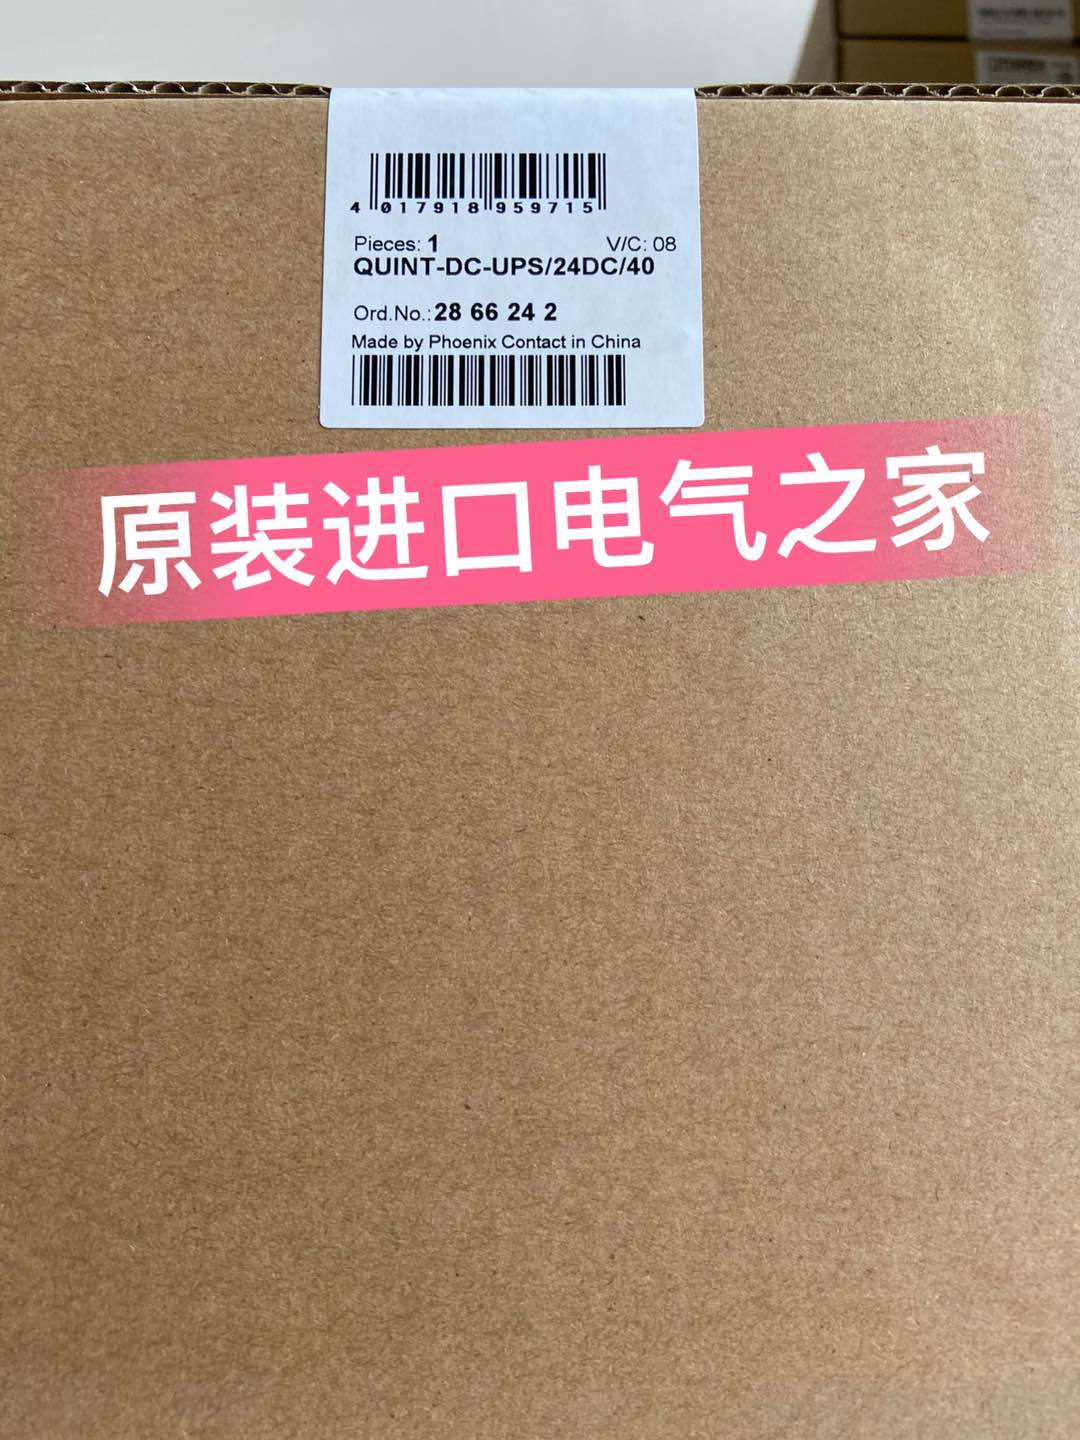 4 017918 959715
Pieces: 1 V/C: 08
QUINT-DC-UPS/24DC/40
Ord.No.: 28 66 24 2
Made by Phoenix Contact in China
原装进口电气之家